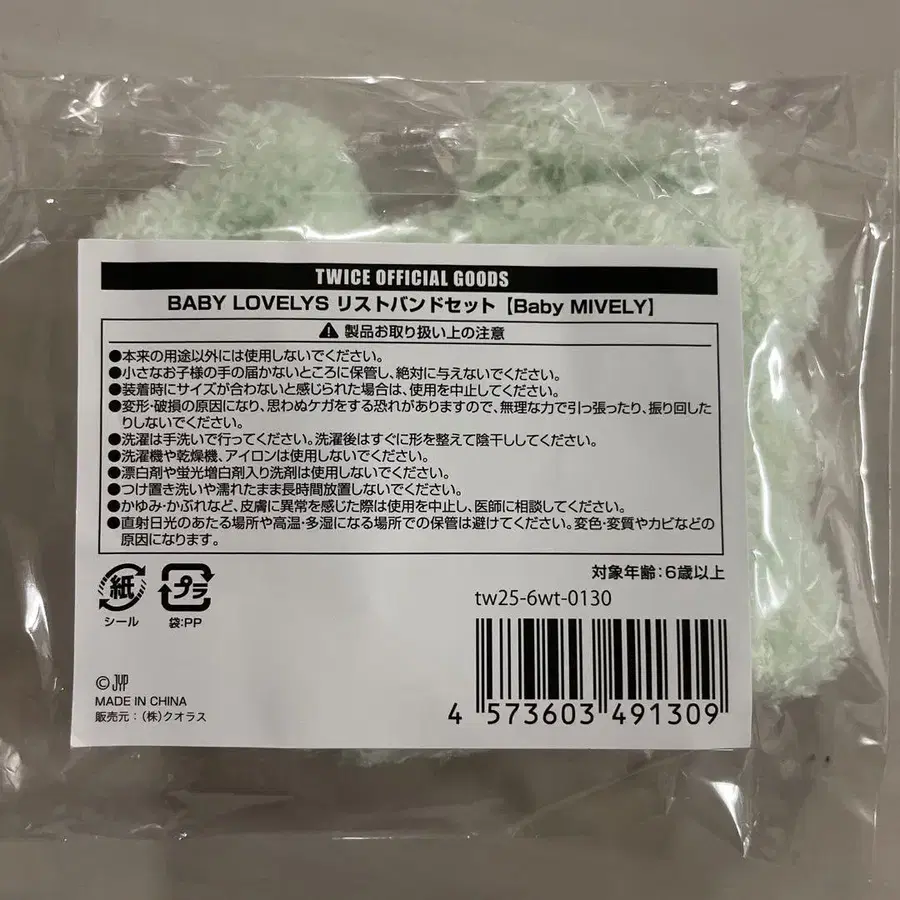 TWICE OFFICIAL GOODS
BABY LOVELYS リストバンドセット【Baby MIVELY】
製品お取り扱い上の注意
●本来の用途以外には使用しないでください。
●小さなお子様の手の届かないところに保管し、絶対に与えないでください。
●装着時にサイズが合わないと感じられた場合は、使用を中止してください。
●変形・破損の原因になり、思わぬケガをする恐れがありますので、無理な力で引っ張ったり、振り回した
りしないでください。
●洗濯は手洗いで行ってください。洗濯後はすぐに形を整えて陰干ししてください。
●洗濯機や乾燥機、アイロンは使用しないでください。
●漂白剤や蛍光増白剤入り洗剤は使用しないでください。
●つけ置き洗いや濡れたまま長時間放置しないでください。
●かゆみ・かぶれなど、皮膚に異常を感じた際は使用を中止し、医師に相談してください。
●直射日光のあたる場所や高温・多湿になる場所での保管は避けてください。変色・変質やカビなどの
原因になります。
対象年齢:6歳以上
紙 プラ
シール 袋:PP
tw25-6wt-0130
© JYP
MADE IN CHINA
販売元:(株)クオラス
4 573603 491309